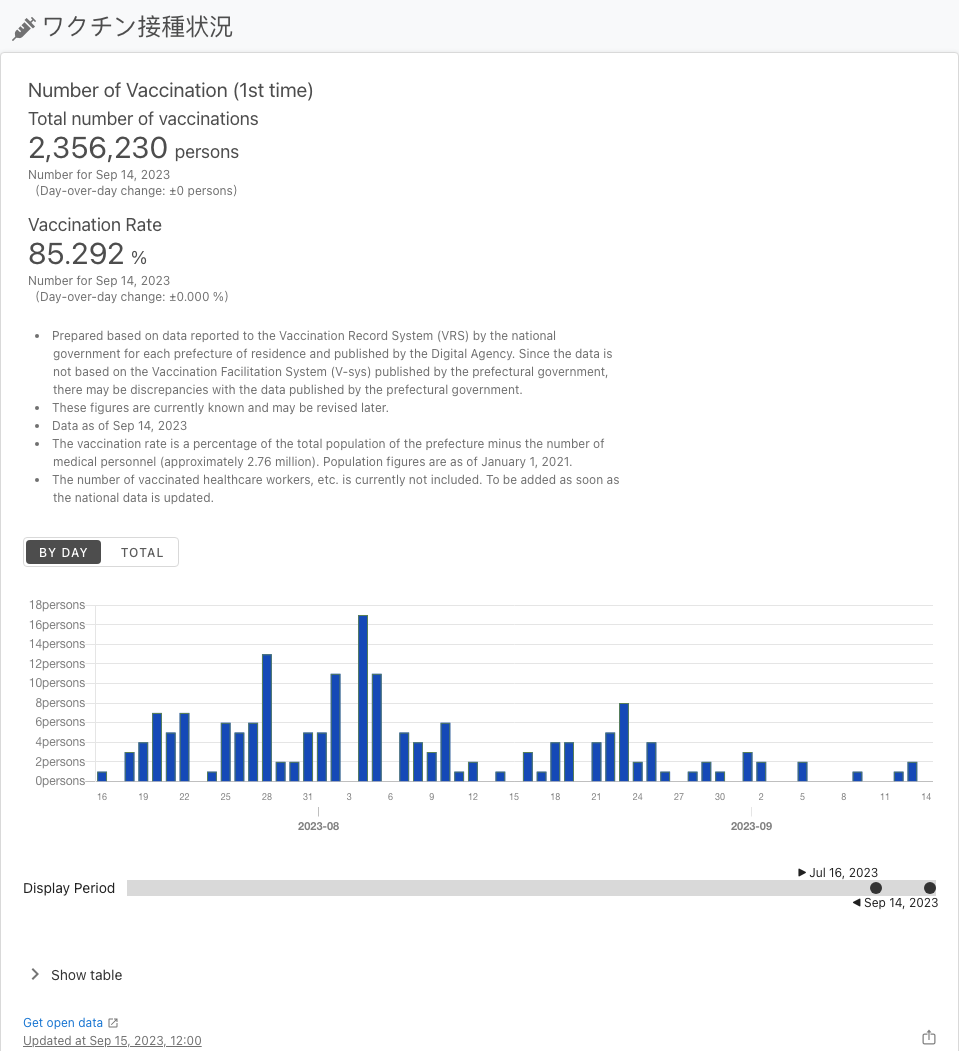 ワクチン接種状況
Number of Vaccination (1st time)
Total number of vaccinations
2,356,230 persons
Number for Sep 14, 2023
(Day-over-day change: ±0 persons)
Vaccination Rate
85.292 %
Number for Sep 14, 2023
(Day-over-day change: ±0.000 %)
• Prepared based on data reported to the Vaccination Record System (VRS) by the national
government for each prefecture of residence and published by the Digital Agency. Since the data is
not based on the Vaccination Facilitation System (V-sys) published by the prefectural government,
there may be discrepancies with the data published by the prefectural government.
• These figures are currently known and may be revised later.
• Data as of Sep 14, 2023
• The vaccination rate is a percentage of the total population of the prefecture minus the number of
medical personnel (approximately 2.76 million). Population figures are as of January 1, 2021.
• The number of vaccinated healthcare workers, etc. is currently not included. To be added as soon as
the national data is updated.
BY DAY TOTAL
18persons
16persons
14persons
12persons
10persons
8persons
6persons
4persons
2persons
0persons
16 19 22 25 28 31 3 6 9 12 15 18 21 24 27 30 2 5 8 11 14
2023-08 2023-09
▶ Jul 16, 2023
Display Period
◀ Sep 14, 2023
Show table
Get open data
Updated at Sep 15, 2023, 12:00